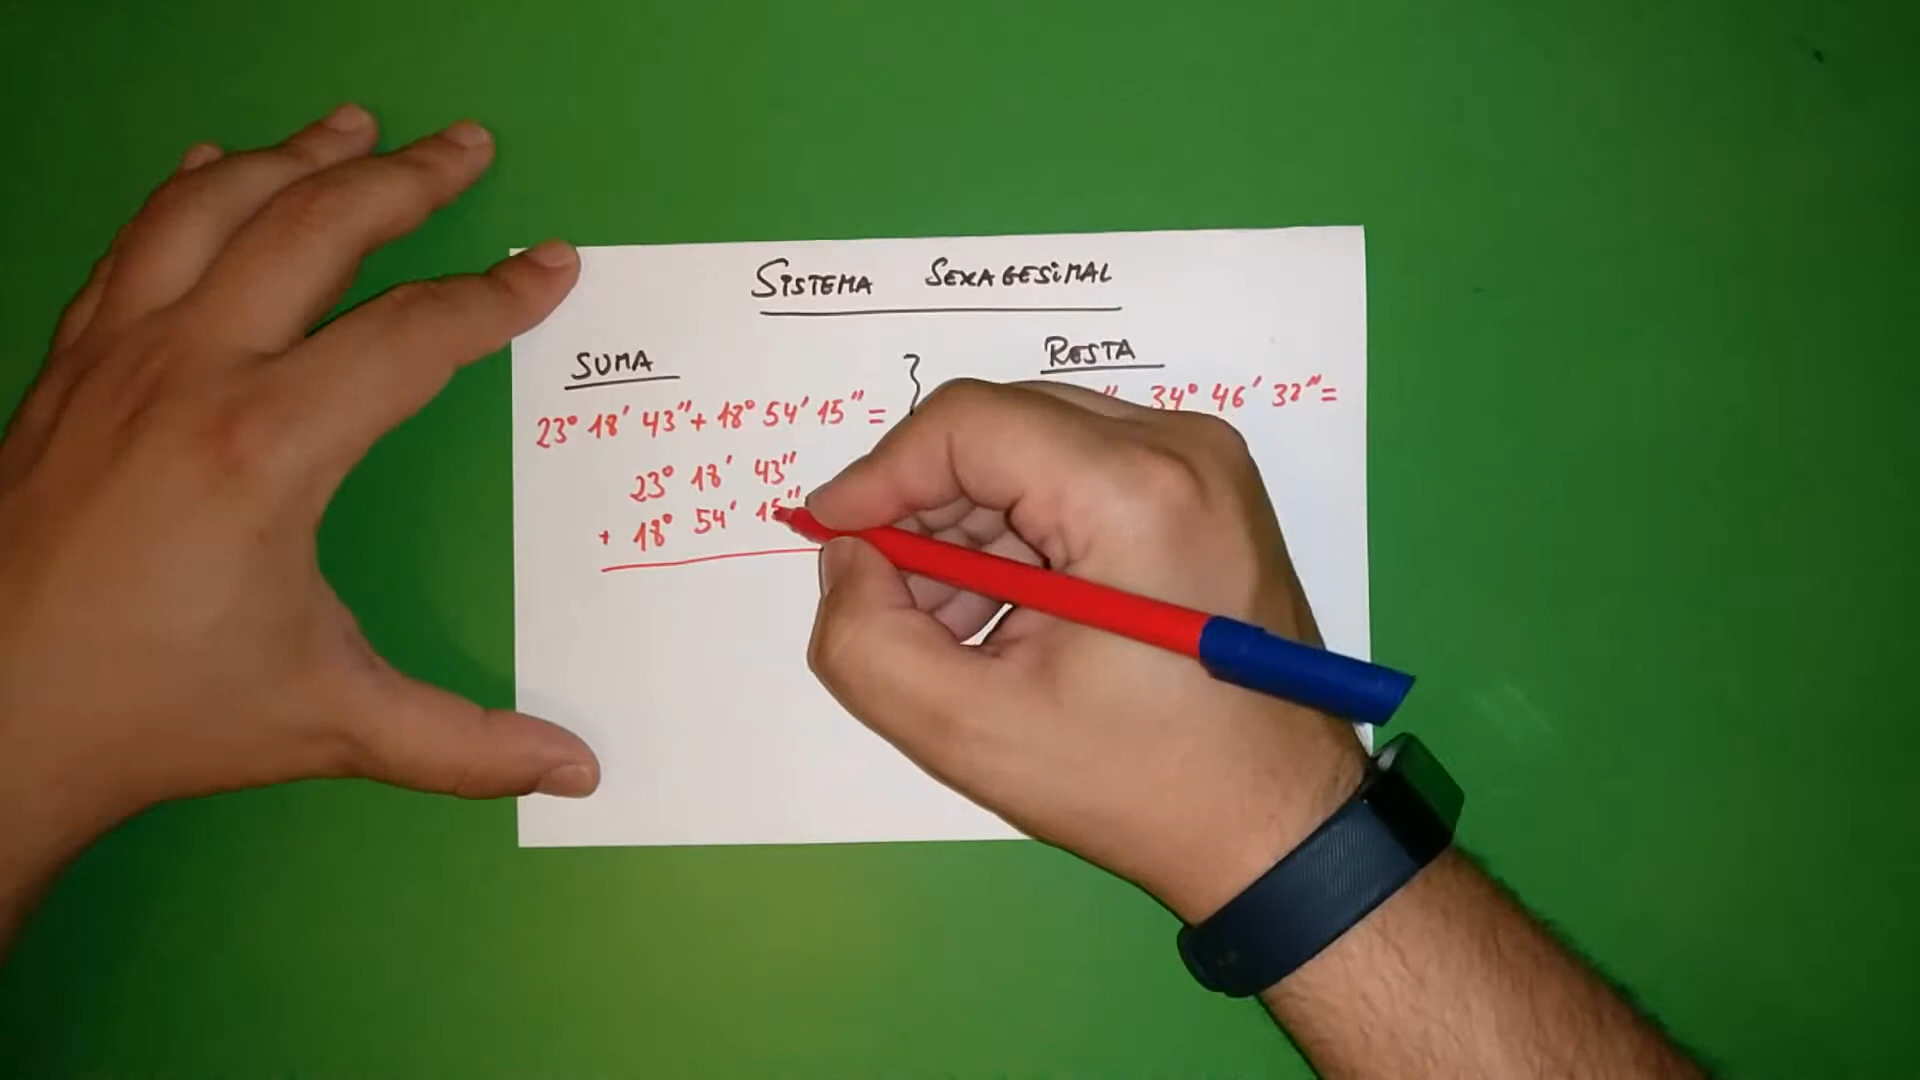 SISTEMA SEXAGESIMAL
SUMA
23° 18' 43" + 18° 54' 15" =
23° 18' 43"
+ 18° 54' 15"
RESTA
34° 46' 32" =